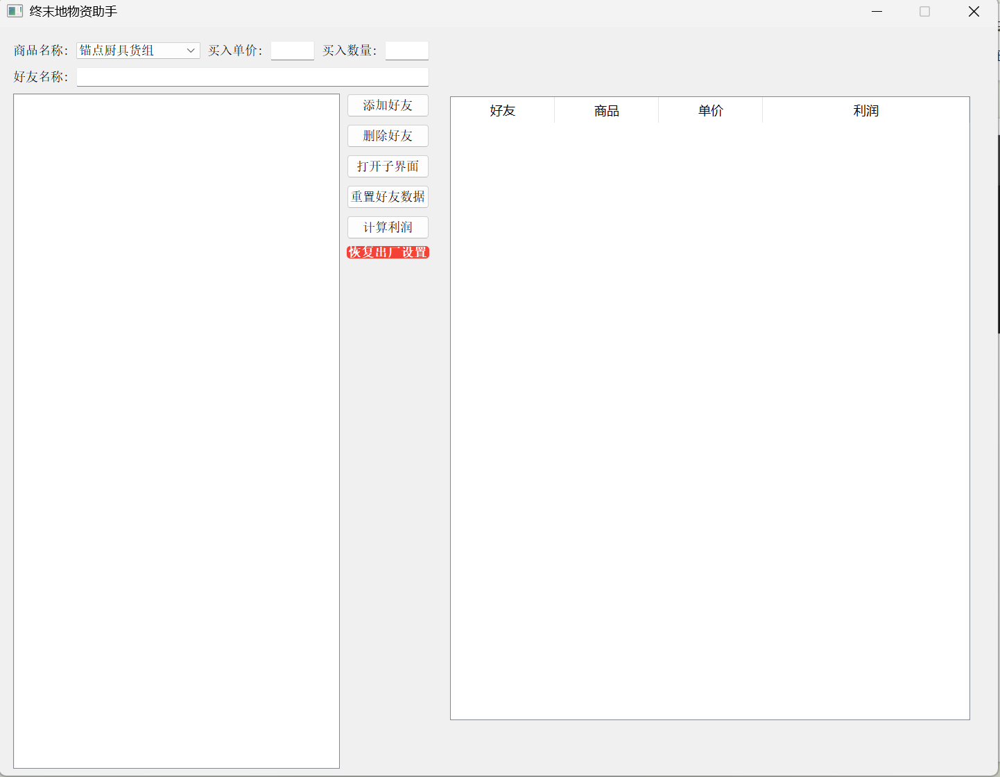 终末地物资助手
商品名称： 锚点厨具货组 买入单价： 买入数量：
好友名称：
添加好友
删除好友
打开子界面
重置好友数据
计算利润
恢复出厂设置
好友 商品 单价 利润